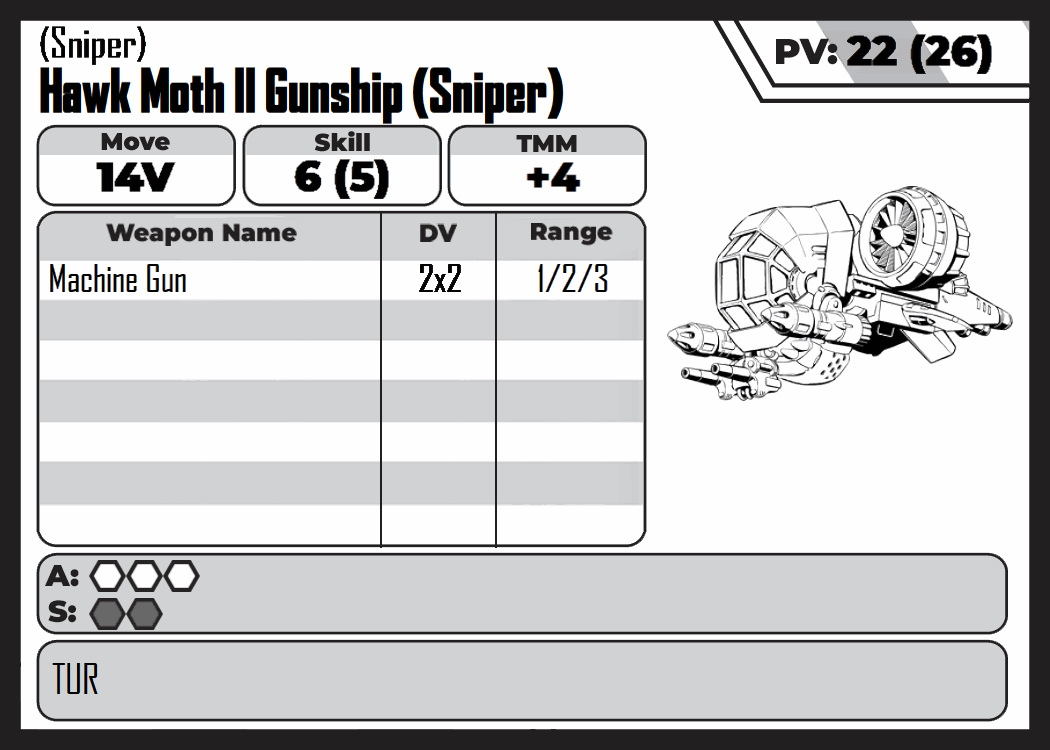 (Sniper)
Hawk Moth II Gunship (Sniper)
PV: 22 (26)
Move Skill TMM
14V 6 (5) +4
Weapon Name DV Range
Machine Gun 2x2 1/2/3
A:
S:
TUR